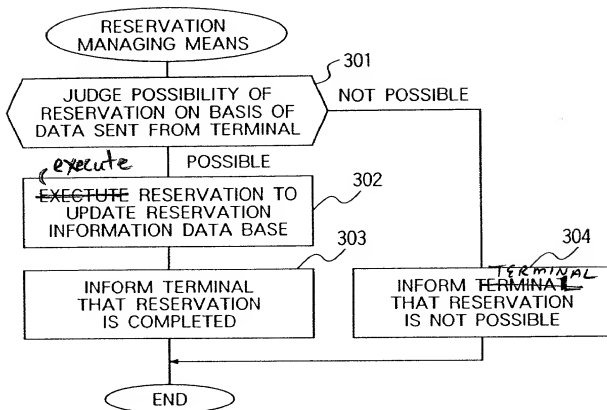 RESERVATION
MANAGING MEANS
301
JUDGE POSSIBILITY OF
RESERVATION ON BASIS OF
DATA SENT FROM TERMINAL
NOT POSSIBLE
execute
POSSIBLE
EXECTUTE RESERVATION TO
UPDATE RESERVATION
INFORMATION DATA BASE
302
303
INFORM TERMINAL
THAT RESERVATION
IS COMPLETED
304
TERMINAL
INFORM TERMINAL
THAT RESERVATION
IS NOT POSSIBLE
END